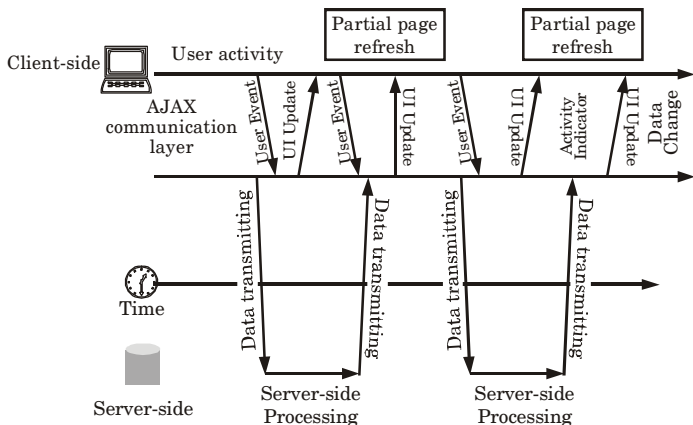 Partial page
refresh
Partial page
refresh
Client-side
User activity
AJAX
communication
layer
User Event
UI Update
User Event
UI Update
User Event
UI Update
Activity
Indicator
UI Update
Data
Change
Data transmitting
Data transmitting
Data transmitting
Data transmitting
Time
Server-side
Server-side
Processing
Server-side
Processing